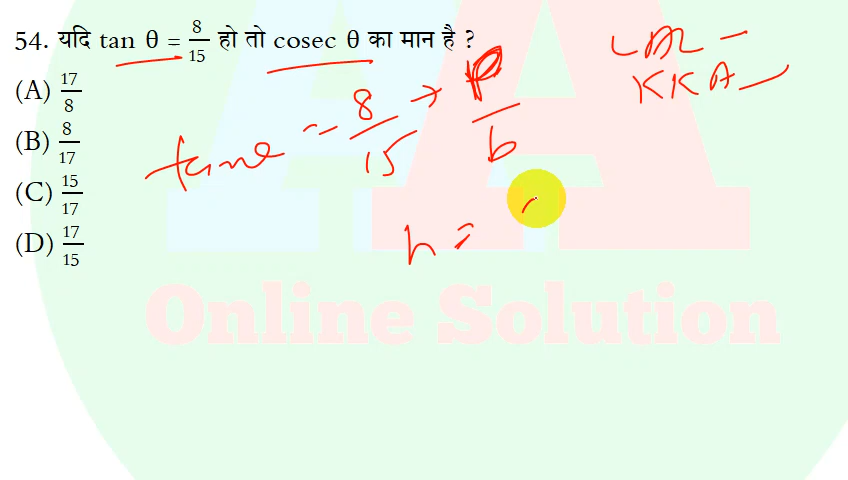 54. यदि tan θ = 8/15 हो तो cosec θ का मान है ?
(A) 17/8
(B) 8/17
(C) 15/17
(D) 17/15
tanθ = 8/15 → p/b
h =
LAL
KKA
Online Solution